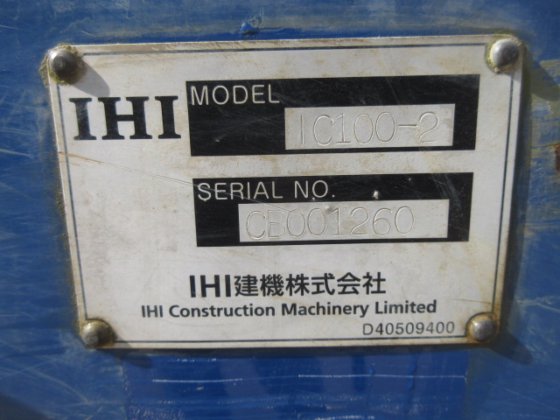 IHI
MODEL
IC100-2
SERIAL NO.
CB001260
IHI建機株式会社
IHI Construction Machinery Limited
D40509400